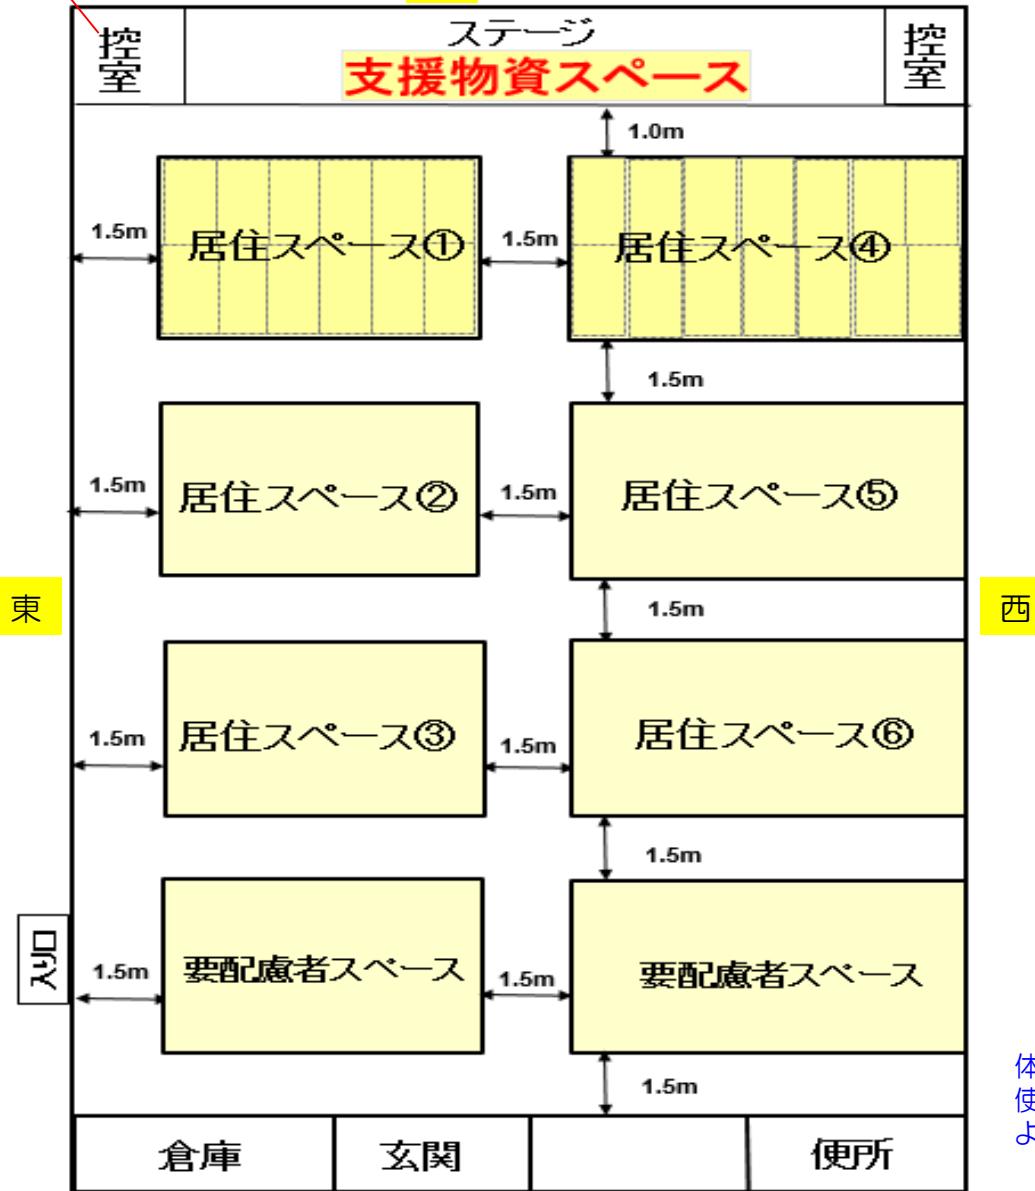 控室
ステージ
控室
支援物資スペース
1.0m
1.5m
居住スペース①
1.5m
居住スペース④
1.5m
1.5m
居住スペース②
1.5m
居住スペース⑤
東
西
1.5m
1.5m
居住スペース③
1.5m
居住スペース⑥
1.5m
入り口
1.5m
要配慮者スペース
1.5m
要配慮者スペース
1.5m
体
使
よ
倉庫
玄関
便所